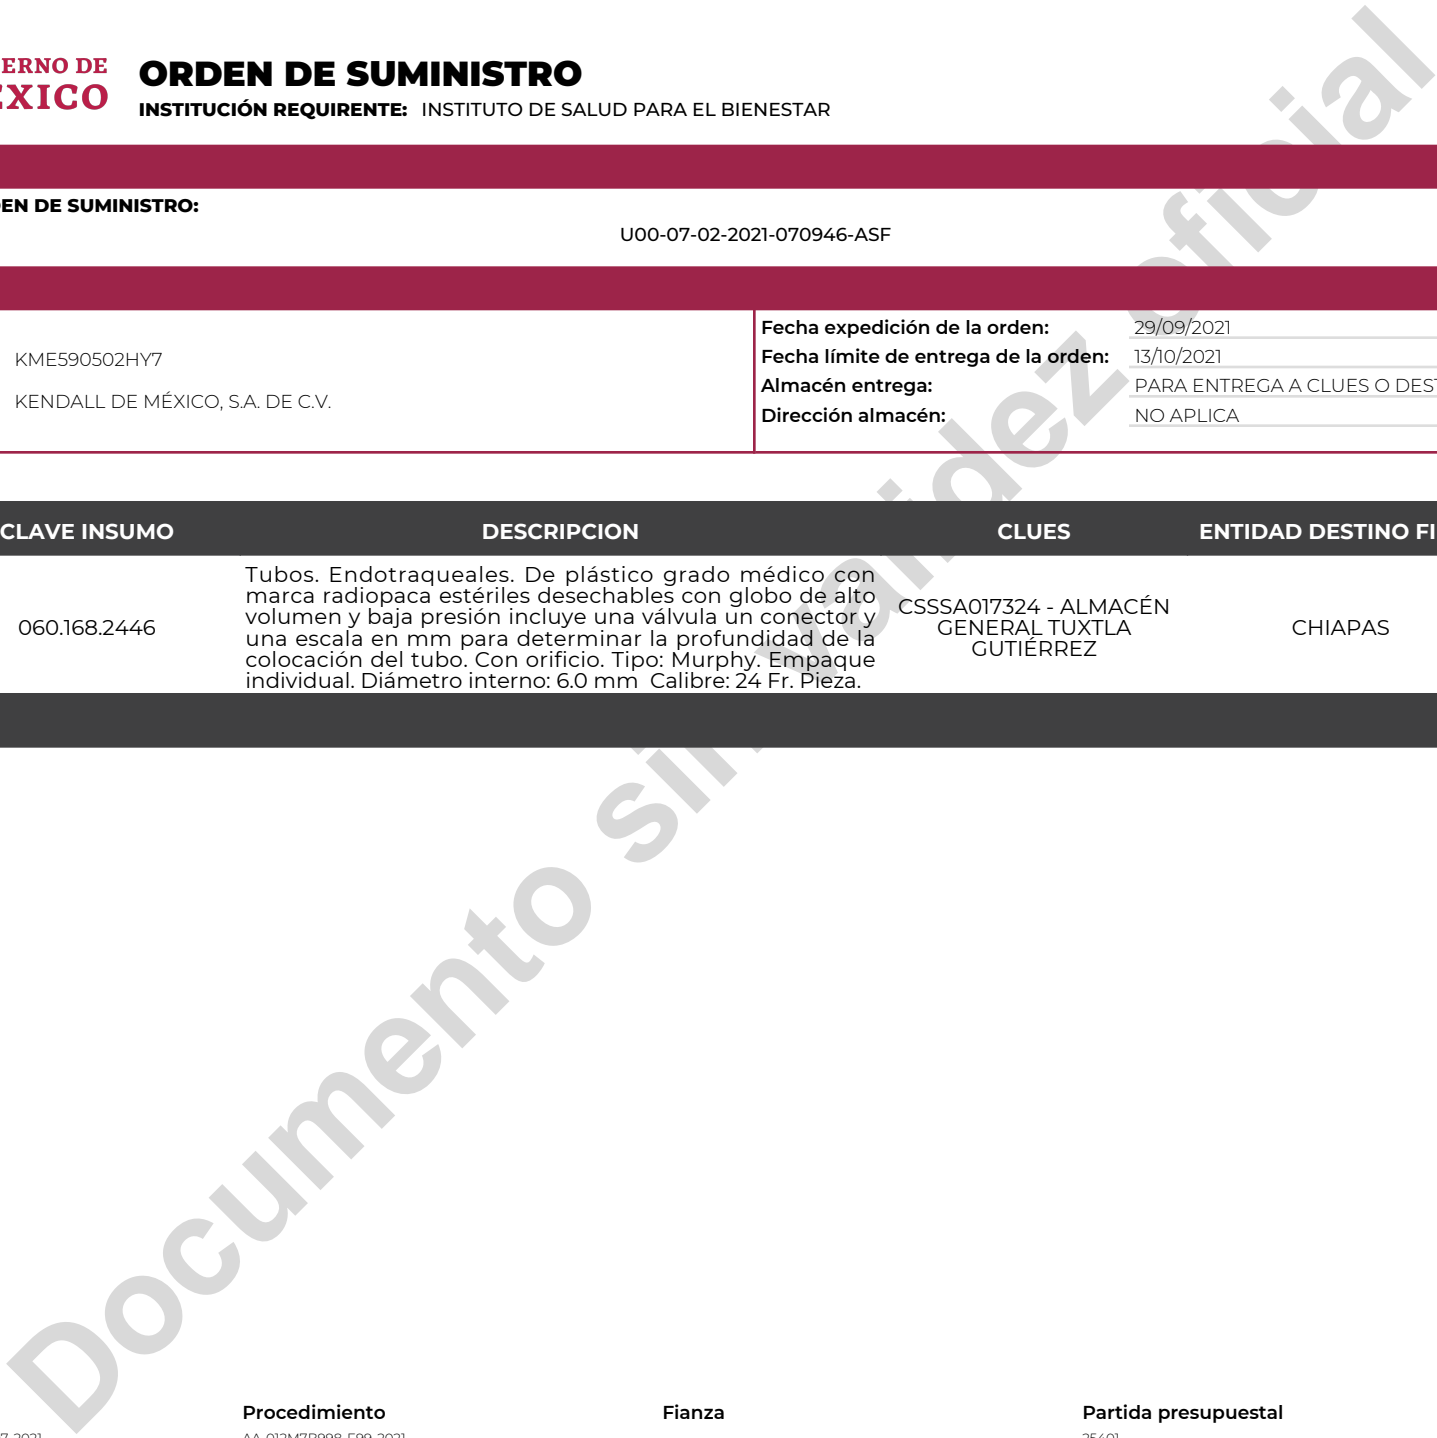 ERNO DE
EXICO
ORDEN DE SUMINISTRO
INSTITUCIÓN REQUIRENTE: INSTITUTO DE SALUD PARA EL BIENESTAR
EN DE SUMINISTRO:
U00-07-02-2021-070946-ASF
KME590502HY7
KENDALL DE MÉXICO, S.A. DE C.V.
Fecha expedición de la orden: 29/09/2021
Fecha límite de entrega de la orden: 13/10/2021
Almacén entrega: PARA ENTREGA A CLUES O DEST
Dirección almacén: NO APLICA
CLAVE INSUMO DESCRIPCION CLUES ENTIDAD DESTINO FI
060.168.2446
Tubos. Endotraqueales. De plástico grado médico con
marca radiopaca estériles desechables con globo de alto
volumen y baja presión incluye una válvula un conector y
una escala en mm para determinar la profundidad de la
colocación del tubo. Con orificio. Tipo: Murphy. Empaque
individual. Diámetro interno: 6.0 mm Calibre: 24 Fr. Pieza.
CSSSA017324 - ALMACÉN
GENERAL TUXTLA
GUTIÉRREZ
CHIAPAS
Documento sin validez oficial
Procedimiento Fianza Partida presupuestal